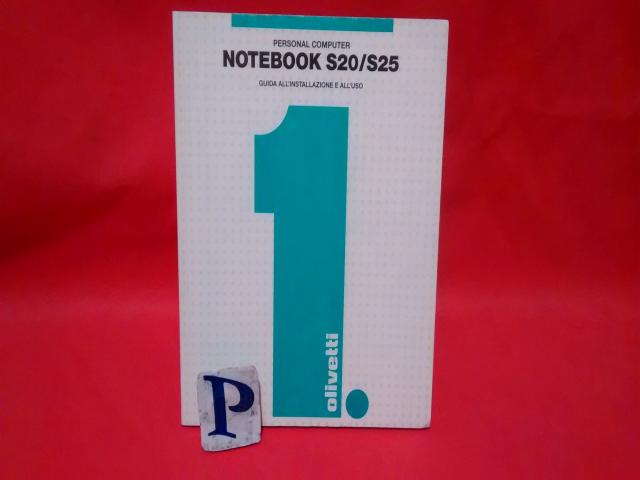 PERSONAL COMPUTER
NOTEBOOK S20/S25
GUIDA ALL'INSTALLAZIONE E ALL'USO
1.
olivetti
P